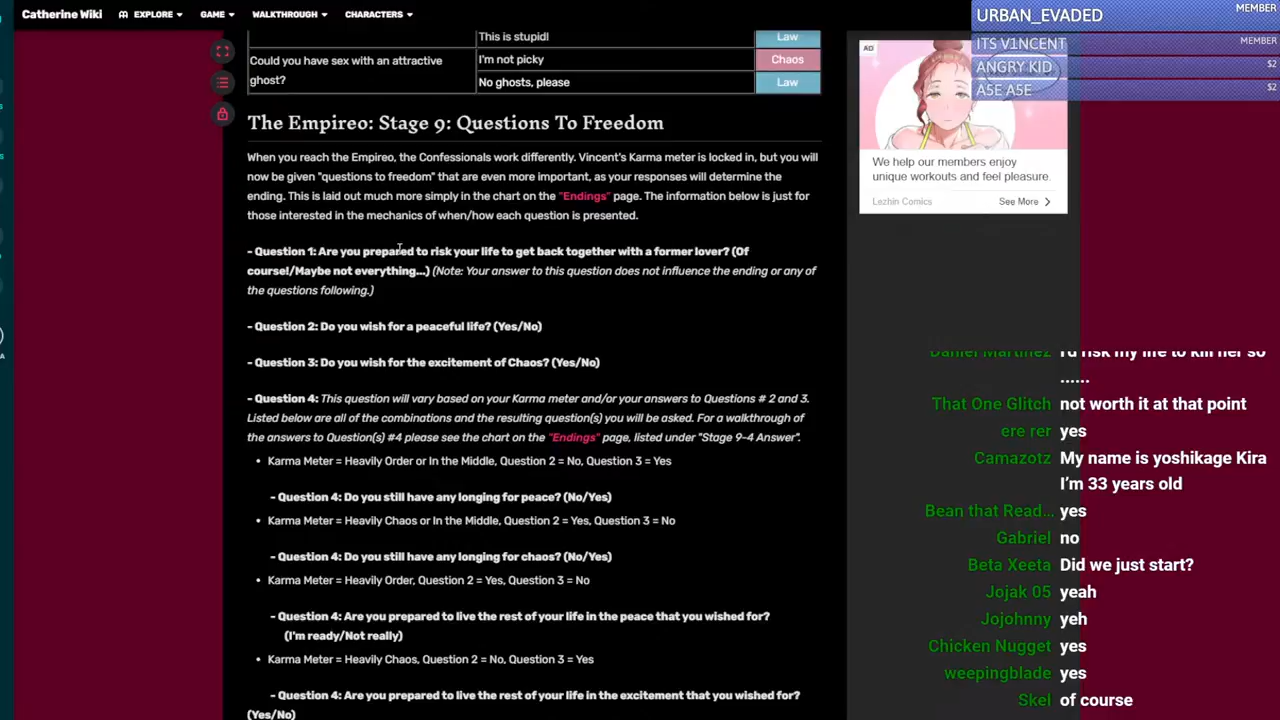 Catherine Wiki
EXPLORE
GAME
WALKTHROUGH
CHARACTERS
This is stupid!
Law
Could you have sex with an attractive
ghost?
I'm not picky
Chaos
No ghosts, please
Law
The Empireo: Stage 9: Questions To Freedom
When you reach the Empireo, the Confessionals work differently. Vincent's Karma meter is locked in, but you will
now be given "questions to freedom" that are even more important, as your responses will determine the
ending. This is laid out much more simply in the chart on the "Endings" page. The information below is just for
those interested in the mechanics of when/how each question is presented.
- Question 1: Are you prepared to risk your life to get back together with a former lover? (Of
course!/Maybe not everything...) (Note: Your answer to this question does not influence the ending or any of
the questions following.)
- Question 2: Do you wish for a peaceful life? (Yes/No)
- Question 3: Do you wish for the excitement of Chaos? (Yes/No)
- Question 4: This question will vary based on your Karma meter and/or your answers to Questions # 2 and 3.
Listed below are all of the combinations and the resulting question(s) you will be asked. For a walkthrough of
the answers to Question(s) #4 please see the chart on the "Endings" page, listed under "Stage 9-4 Answer".
• Karma Meter = Heavily Order or In the Middle, Question 2 = No, Question 3 = Yes
- Question 4: Do you still have any longing for peace? (No/Yes)
• Karma Meter = Heavily Chaos or In the Middle, Question 2 = Yes, Question 3 = No
- Question 4: Do you still have any longing for chaos? (No/Yes)
• Karma Meter = Heavily Order, Question 2 = Yes, Question 3 = No
- Question 4: Are you prepared to live the rest of your life in the peace that you wished for?
(I'm ready/Not really)
• Karma Meter = Heavily Chaos, Question 2 = No, Question 3 = Yes
- Question 4: Are you prepared to live the rest of your life in the excitement that you wished for?
(Yes/No)
AD
We help our members enjoy
unique workouts and feel pleasure.
Lezhin Comics
See More
URBAN_EVADED MEMBER
ITS V1NCENT MEMBER
ANGRY KID $2
A5E A5E $2
Daniel Martinez I'd risk my life to kill her so
......
That One Glitch not worth it at that point
ere rer yes
Camazotz My name is yoshikage Kira
I'm 33 years old
Bean that Read... yes
Gabriel no
Beta Xeeta Did we just start?
Jojak 05 yeah
Jojohnny yeh
Chicken Nugget yes
weepingblade yes
Skel of course